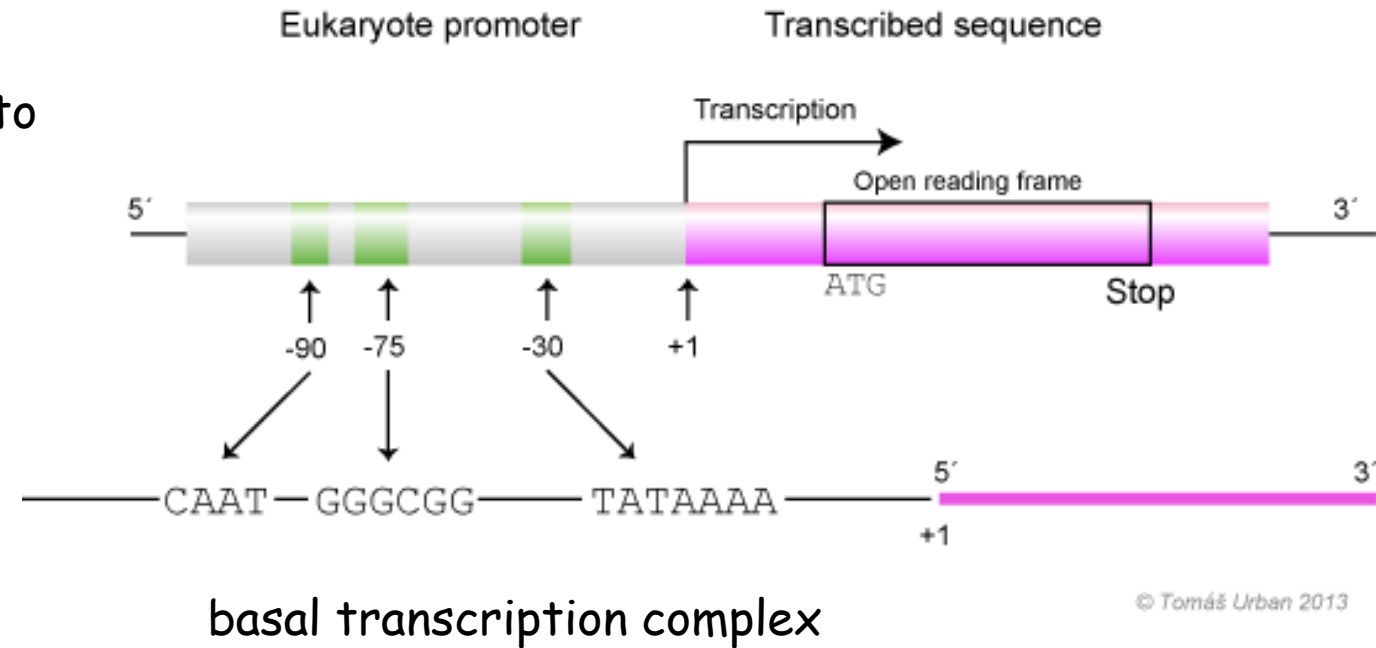 Eukaryote promoter Transcribed sequence
to
Transcription
Open reading frame
5´ 3´
ATG Stop
-90 -75 -30 +1
5´ 3´
CAAT GGGCGG TATAAAA
+1
basal transcription complex
© Tomáš Urban 2013